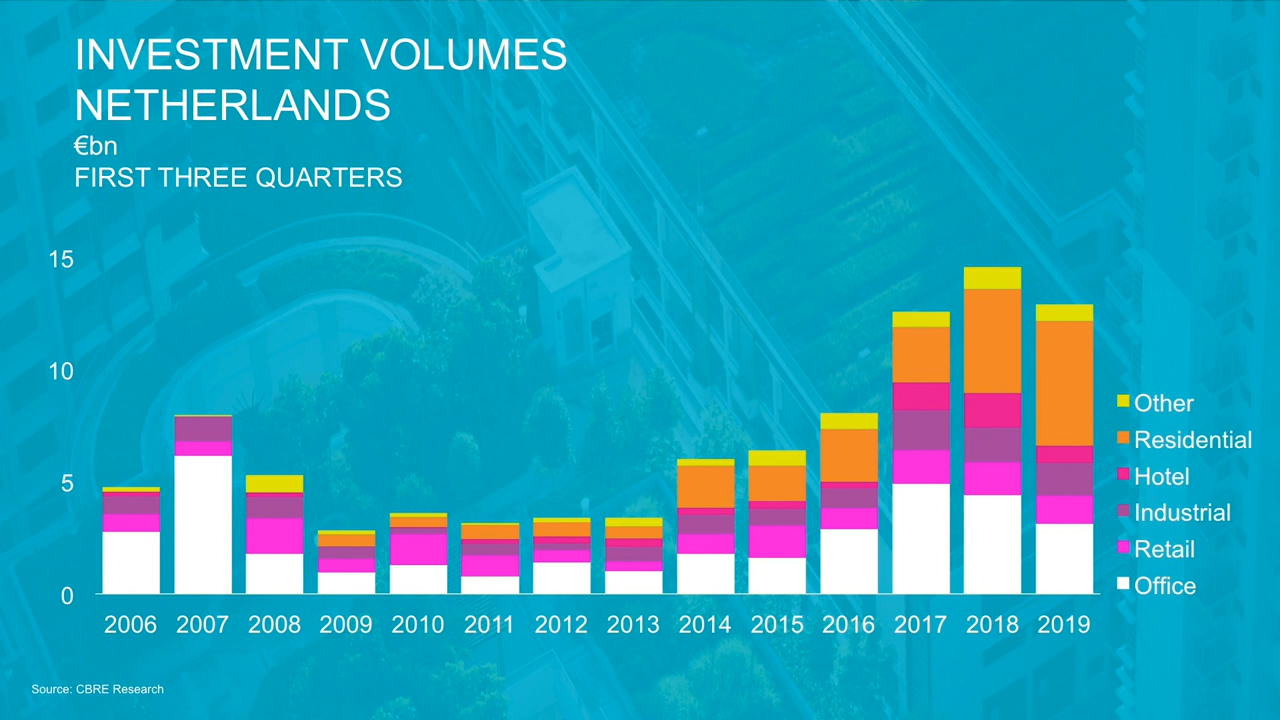 INVESTMENT VOLUMES
NETHERLANDS
€bn
FIRST THREE QUARTERS
15
10
5
0
2006 2007 2008 2009 2010 2011 2012 2013 2014 2015 2016 2017 2018 2019
Other
Residential
Hotel
Industrial
Retail
Office
Source: CBRE Research